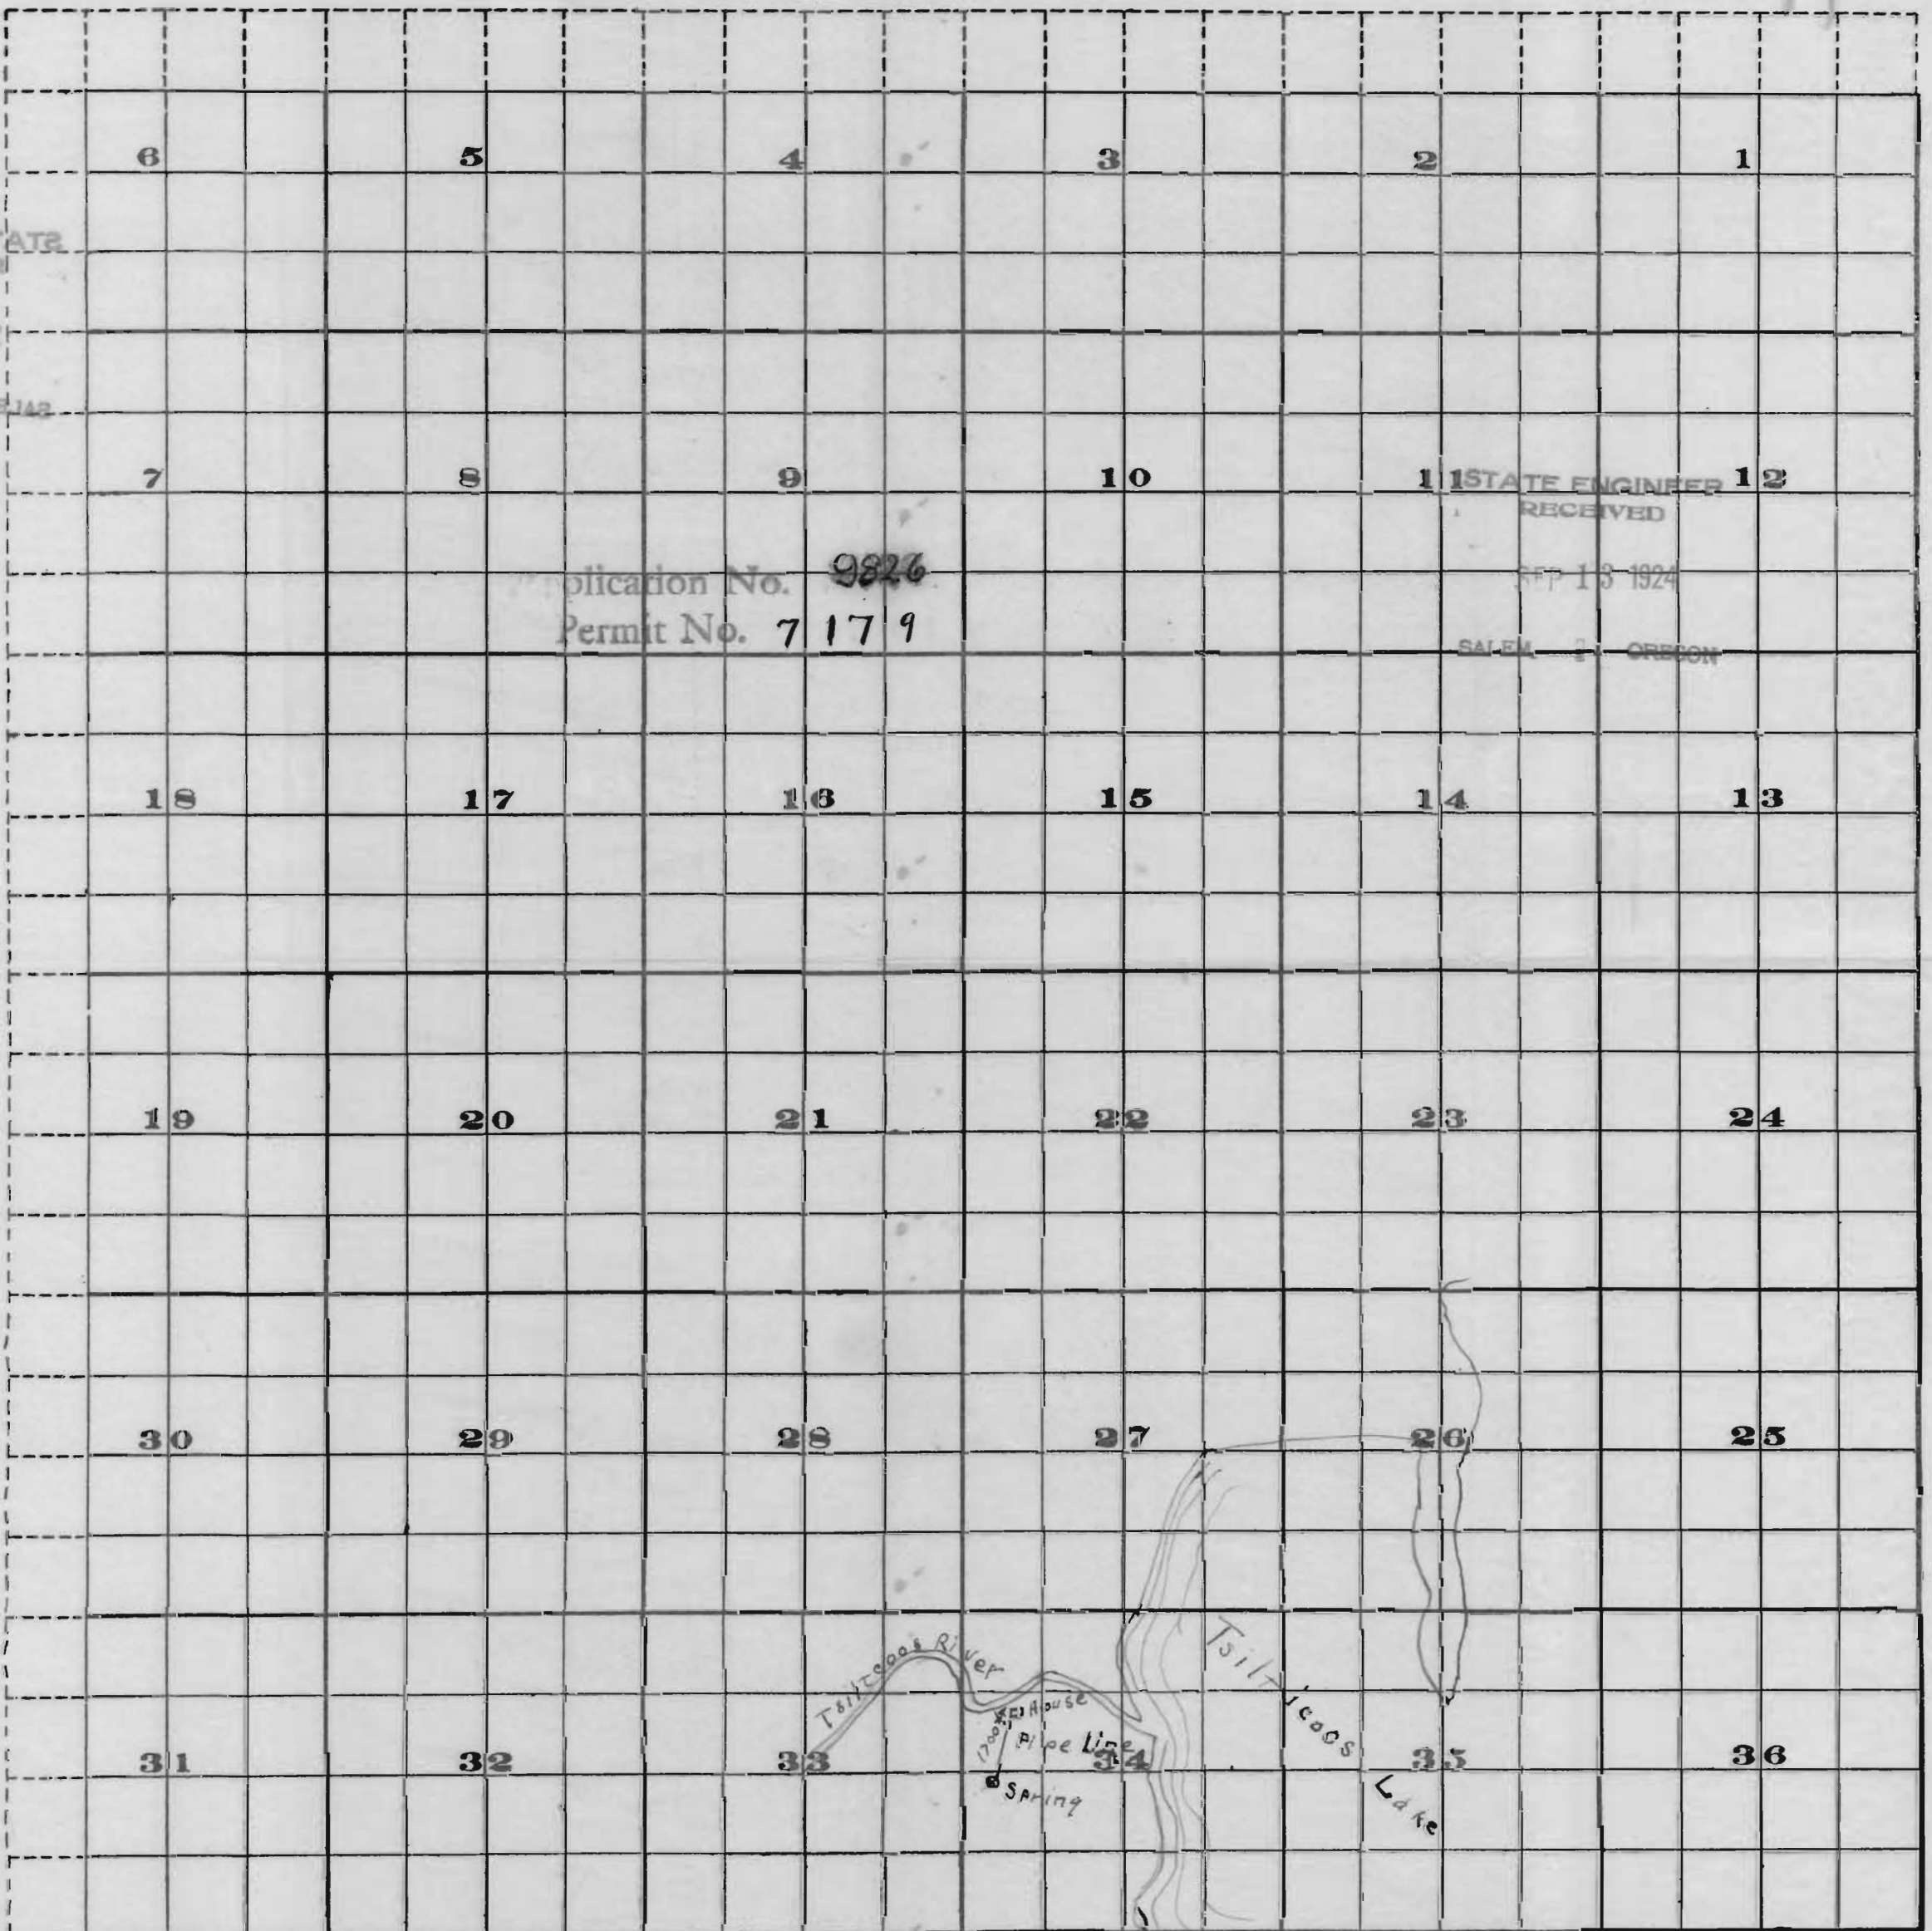 6 5 4 3 2 1
7 8 9 10 11 12
STATE ENGINEER
RECEIVED
plication No. 9826
SEP 13 1924
Permit No. 7179
SALEM OREGON
18 17 16 15 14 13
19 20 21 22 23 24
30 29 28 27 26 25
Tsiltcoos River
House
1700
Pipe Line
Spring
Tsiltcoos Lake
31 32 33 34 35 36